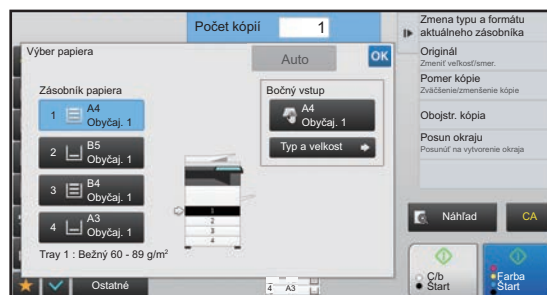 Počet kópií 1
Výber papiera
Auto
OK
Zásobník papiera
1 A4
Obyčaj. 1
2 B5
Obyčaj. 1
3 B4
Obyčaj. 1
4 A3
Obyčaj. 1
Tray 1 : Bežný 60 - 89 g/m²
Bočný vstup
A4
Obyčaj. 1
Typ a velkost
1
2
3
4
Ostatné
4 A3
Zmena typu a formátu
aktuálneho zásobníka
Originál
Zmeniť veľkosť/smer.
Pomer kópie
Zväčšenie/zmenšenie kópie
Obojstr. kópia
Posun okraju
Posunúť na vytvorenie okraja
Náhľad
CA
Č/b
Štart
Farba
Štart